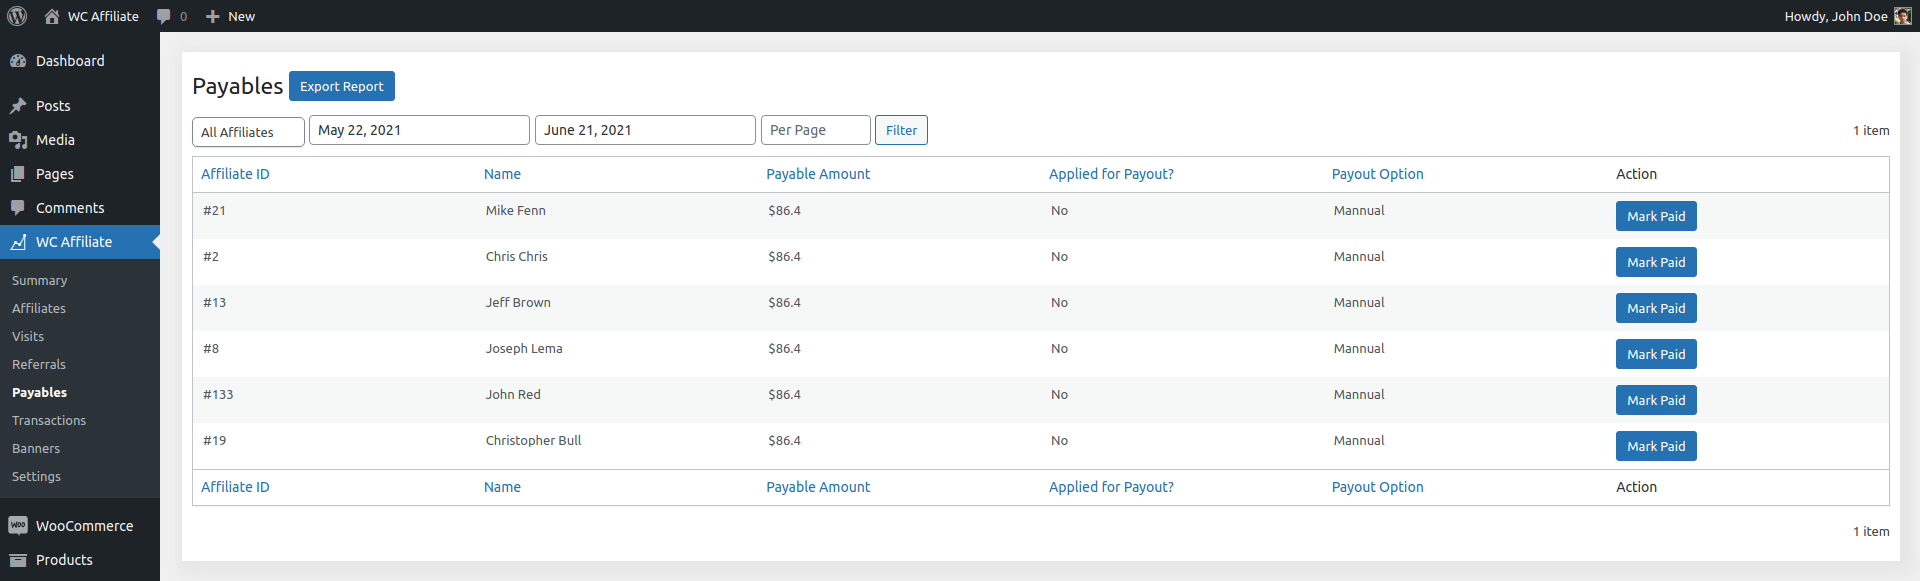 WC Affiliate 0 New Howdy, John Doe
Dashboard
Posts
Media
Pages
Comments
WC Affiliate
Summary
Affiliates
Visits
Referrals
Payables
Transactions
Banners
Settings
WooCommerce
Products
Payables Export Report
All Affiliates May 22, 2021 June 21, 2021 Per Page Filter 1 item
Affiliate ID Name Payable Amount Applied for Payout? Payout Option Action
#21 Mike Fenn $86.4 No Mannual Mark Paid
#2 Chris Chris $86.4 No Mannual Mark Paid
#13 Jeff Brown $86.4 No Mannual Mark Paid
#8 Joseph Lema $86.4 No Mannual Mark Paid
#133 John Red $86.4 No Mannual Mark Paid
#19 Christopher Bull $86.4 No Mannual Mark Paid
Affiliate ID Name Payable Amount Applied for Payout? Payout Option Action
1 item